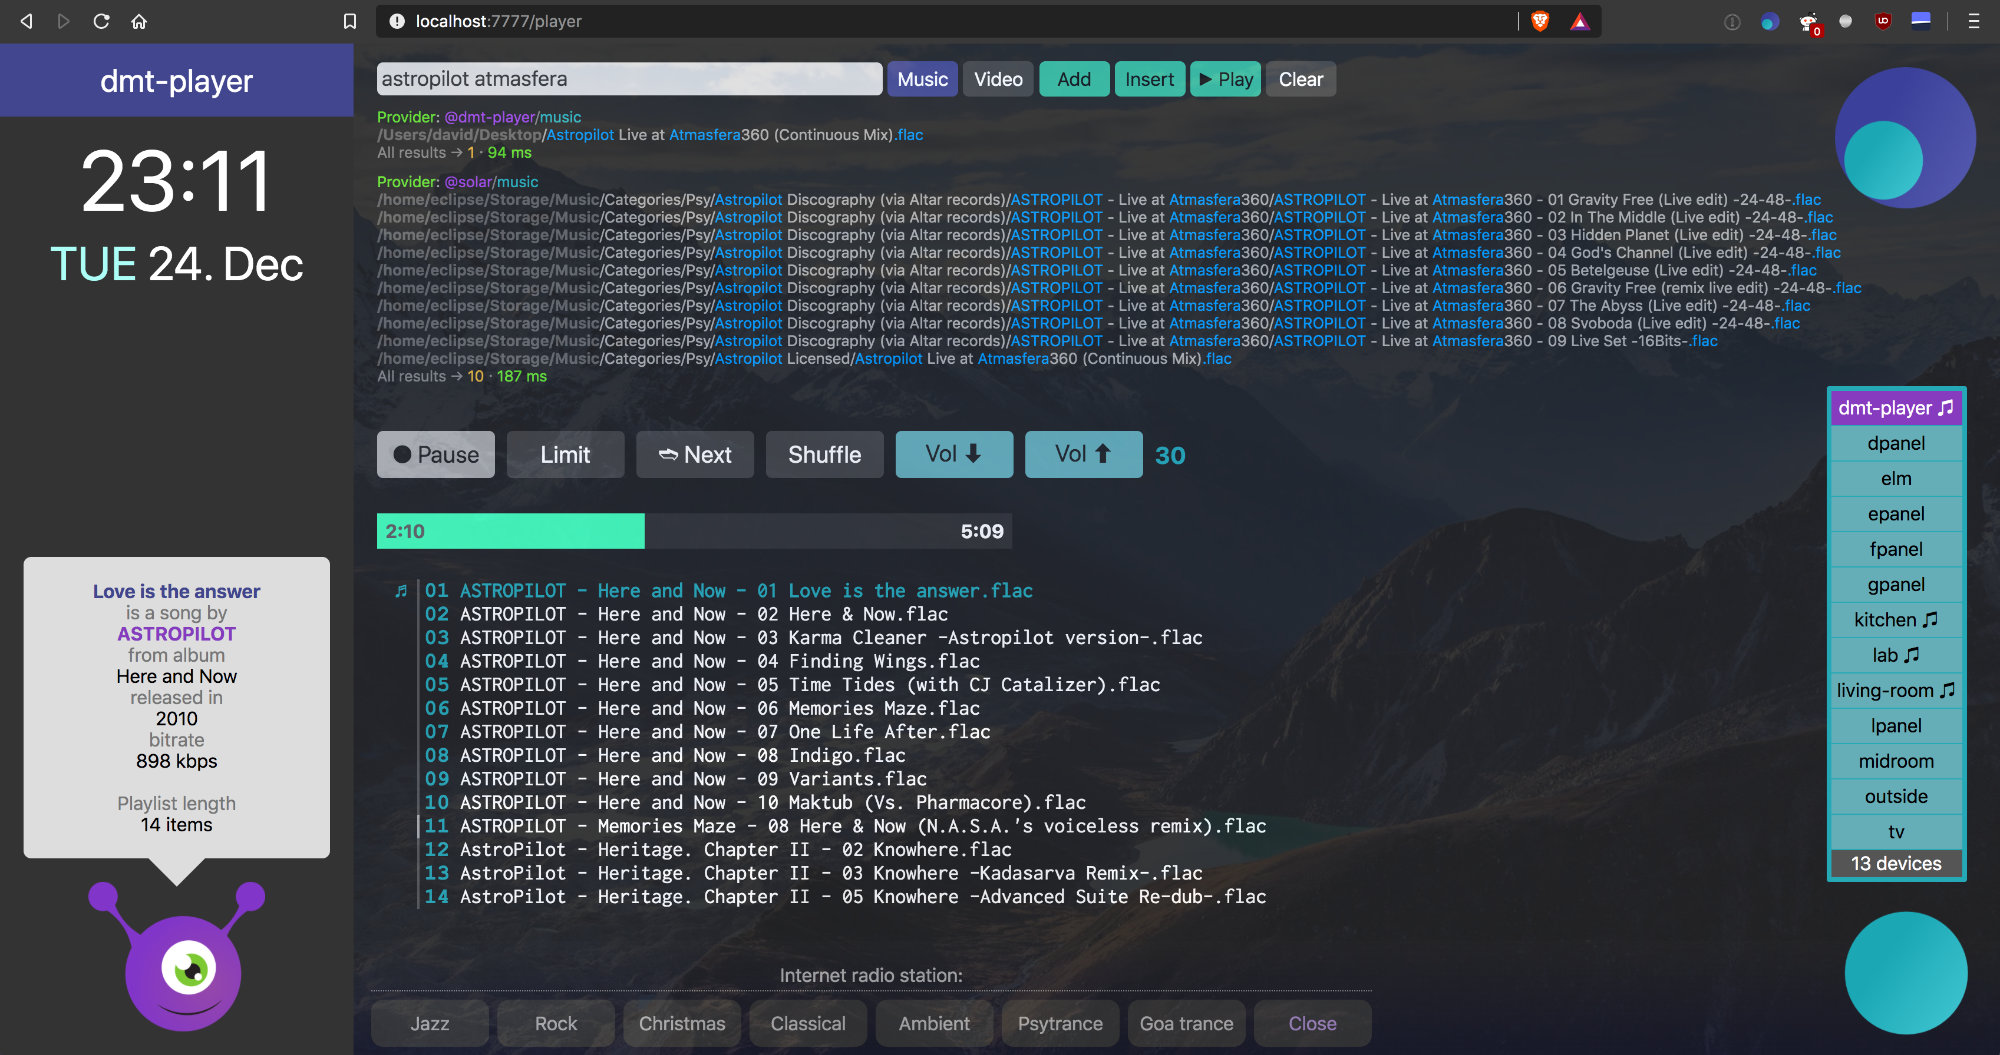 localhost:7777/player
0
dmt-player
23:11
TUE 24. Dec
Love is the answer
is a song by
ASTROPILOT
from album
Here and Now
released in
2010
bitrate
898 kbps
Playlist length
14 items
astropilot atmasfera Music Video Add Insert ► Play Clear
Provider: @dmt-player/music
/Users/david/Desktop/Astropilot Live at Atmasfera360 (Continuous Mix).flac
All results → 1 · 94 ms
Provider: @solar/music
/home/eclipse/Storage/Music/Categories/Psy/Astropilot Discography (via Altar records)/ASTROPILOT - Live at Atmasfera360/ASTROPILOT - Live at Atmasfera360 - 01 Gravity Free (Live edit) -24-48-.flac
/home/eclipse/Storage/Music/Categories/Psy/Astropilot Discography (via Altar records)/ASTROPILOT - Live at Atmasfera360/ASTROPILOT - Live at Atmasfera360 - 02 In The Middle (Live edit) -24-48-.flac
/home/eclipse/Storage/Music/Categories/Psy/Astropilot Discography (via Altar records)/ASTROPILOT - Live at Atmasfera360/ASTROPILOT - Live at Atmasfera360 - 03 Hidden Planet (Live edit) -24-48-.flac
/home/eclipse/Storage/Music/Categories/Psy/Astropilot Discography (via Altar records)/ASTROPILOT - Live at Atmasfera360/ASTROPILOT - Live at Atmasfera360 - 04 God's Channel (Live edit) -24-48-.flac
/home/eclipse/Storage/Music/Categories/Psy/Astropilot Discography (via Altar records)/ASTROPILOT - Live at Atmasfera360/ASTROPILOT - Live at Atmasfera360 - 05 Betelgeuse (Live edit) -24-48-.flac
/home/eclipse/Storage/Music/Categories/Psy/Astropilot Discography (via Altar records)/ASTROPILOT - Live at Atmasfera360/ASTROPILOT - Live at Atmasfera360 - 06 Gravity Free (remix live edit) -24-48-.flac
/home/eclipse/Storage/Music/Categories/Psy/Astropilot Discography (via Altar records)/ASTROPILOT - Live at Atmasfera360/ASTROPILOT - Live at Atmasfera360 - 07 The Abyss (Live edit) -24-48-.flac
/home/eclipse/Storage/Music/Categories/Psy/Astropilot Discography (via Altar records)/ASTROPILOT - Live at Atmasfera360/ASTROPILOT - Live at Atmasfera360 - 08 Svoboda (Live edit) -24-48-.flac
/home/eclipse/Storage/Music/Categories/Psy/Astropilot Discography (via Altar records)/ASTROPILOT - Live at Atmasfera360/ASTROPILOT - Live at Atmasfera360 - 09 Live Set -16Bits-.flac
/home/eclipse/Storage/Music/Categories/Psy/Astropilot Licensed/Astropilot Live at Atmasfera360 (Continuous Mix).flac
All results → 10 · 187 ms
Pause Limit Next Shuffle Vol ⬇ Vol ⬆ 30
2:10 5:09
01 ASTROPILOT - Here and Now - 01 Love is the answer.flac
02 ASTROPILOT - Here and Now - 02 Here & Now.flac
03 ASTROPILOT - Here and Now - 03 Karma Cleaner -Astropilot version-.flac
04 ASTROPILOT - Here and Now - 04 Finding Wings.flac
05 ASTROPILOT - Here and Now - 05 Time Tides (with CJ Catalizer).flac
06 ASTROPILOT - Here and Now - 06 Memories Maze.flac
07 ASTROPILOT - Here and Now - 07 One Life After.flac
08 ASTROPILOT - Here and Now - 08 Indigo.flac
09 ASTROPILOT - Here and Now - 09 Variants.flac
10 ASTROPILOT - Here and Now - 10 Maktub (Vs. Pharmacore).flac
11 ASTROPILOT - Memories Maze - 08 Here & Now (N.A.S.A.'s voiceless remix).flac
12 AstroPilot - Heritage. Chapter II - 02 Knowhere.flac
13 AstroPilot - Heritage. Chapter II - 03 Knowhere -Kadasarva Remix-.flac
14 AstroPilot - Heritage. Chapter II - 05 Knowhere -Advanced Suite Re-dub-.flac
Internet radio station:
Jazz Rock Christmas Classical Ambient Psytrance Goa trance Close
dmt-player ♫
dpanel
elm
epanel
fpanel
gpanel
kitchen ♫
lab ♫
living-room ♫
lpanel
midroom
outside
tv
13 devices